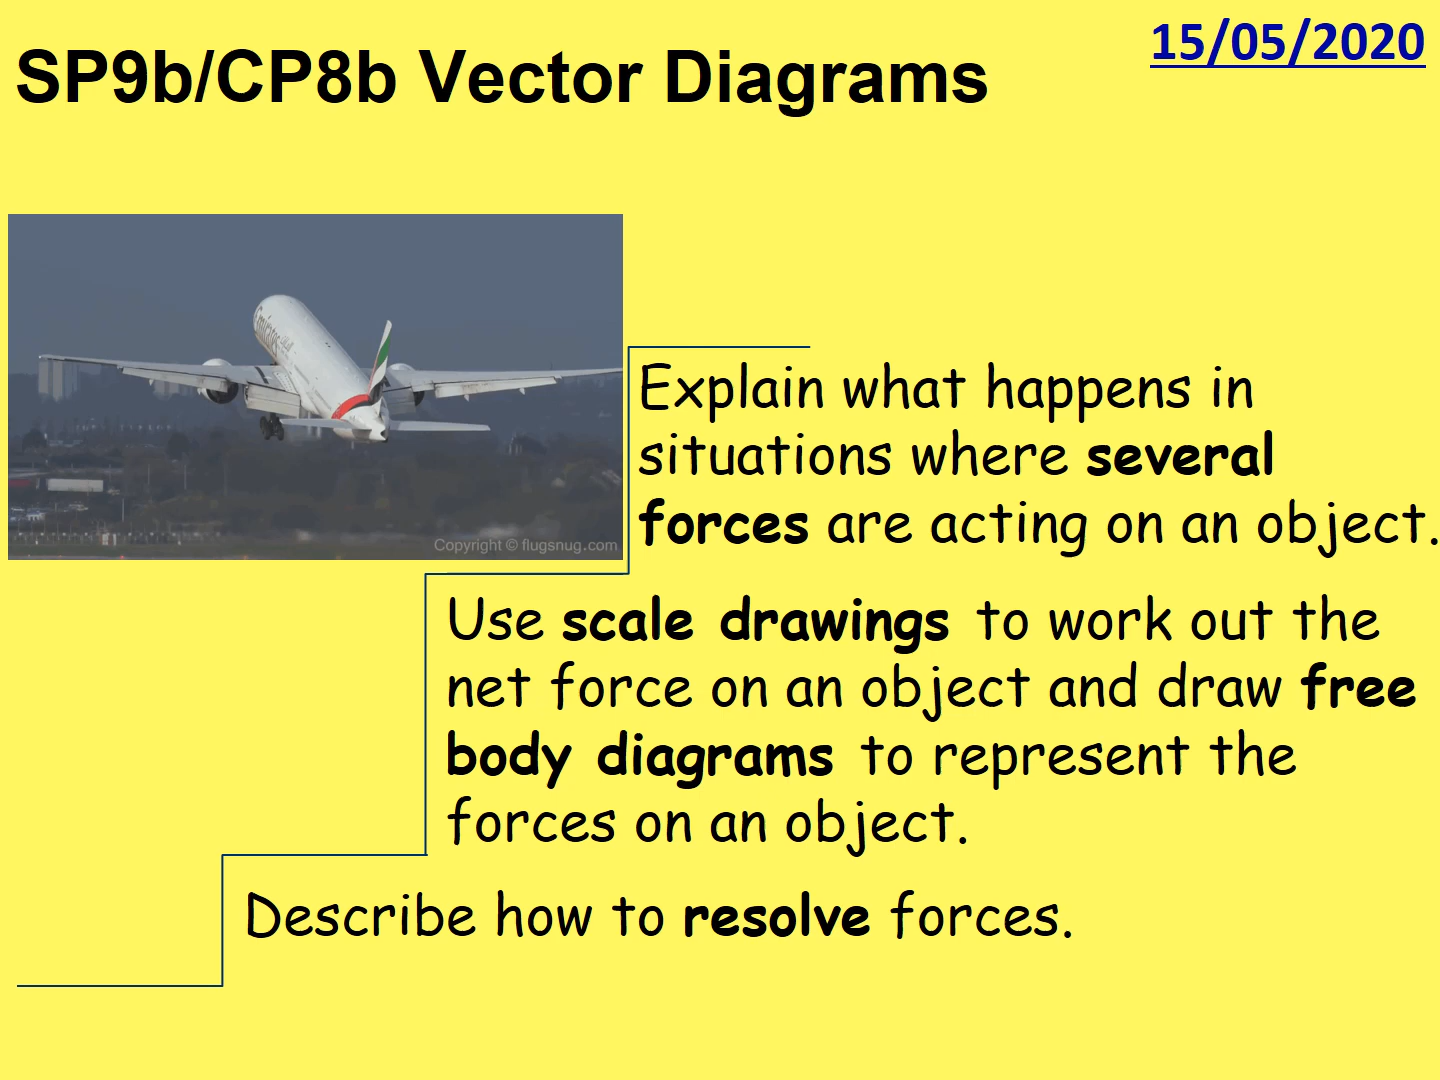 SP9b/CP8b Vector Diagrams
15/05/2020
Emirates
Copyright © flugsnug.com
Explain what happens in
situations where several
forces are acting on an object.
Use scale drawings to work out the
net force on an object and draw free
body diagrams to represent the
forces on an object.
Describe how to resolve forces.